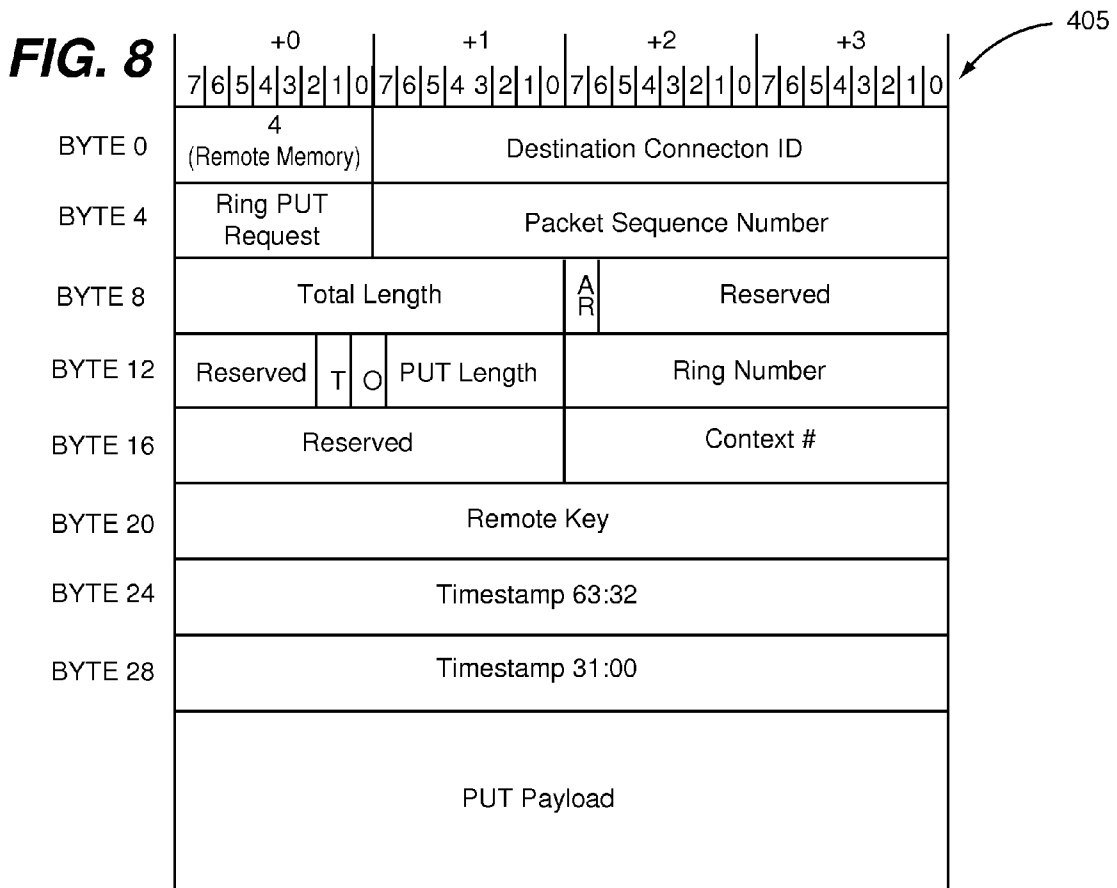 FIG. 8
405
+0 +1 +2 +3
7 6 5 4 3 2 1 0 7 6 5 4 3 2 1 0 7 6 5 4 3 2 1 0 7 6 5 4 3 2 1 0
BYTE 0
4
(Remote Memory)
Destination Connecton ID
BYTE 4
Ring PUT
Request
Packet Sequence Number
BYTE 8
Total Length
A
R
Reserved
BYTE 12
Reserved T O PUT Length Ring Number
BYTE 16
Reserved
Context #
BYTE 20
Remote Key
BYTE 24
Timestamp 63:32
BYTE 28
Timestamp 31:00
PUT Payload